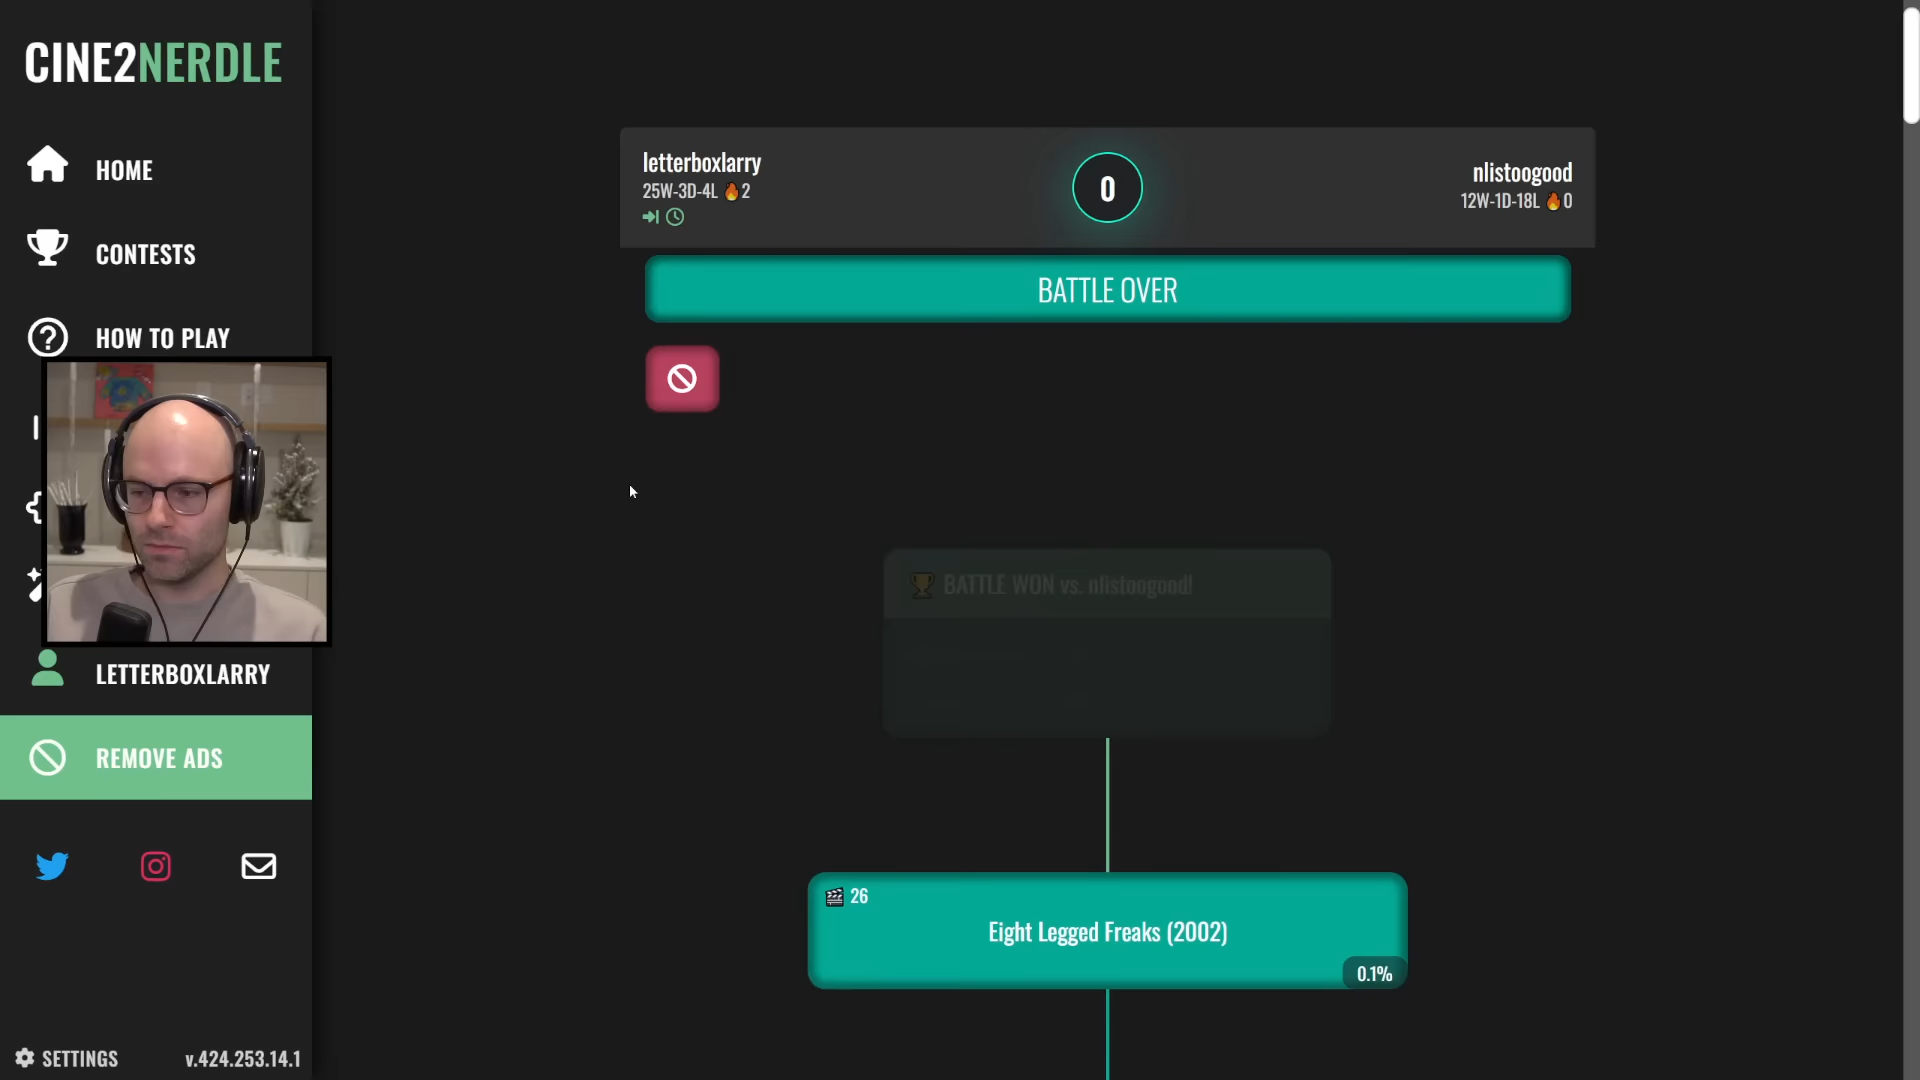 CINE2NERDLE
HOME
CONTESTS
HOW TO PLAY
LETTERBOXLARRY
REMOVE ADS
SETTINGS
v.424.253.14.1
letterboxlarry
25W-3D-4L 🔥2
0
nlistoogood
12W-1D-18L 🔥0
BATTLE OVER
🏆 BATTLE WON vs. nlistoogood!
🎬 26
Eight Legged Freaks (2002)
0.1%